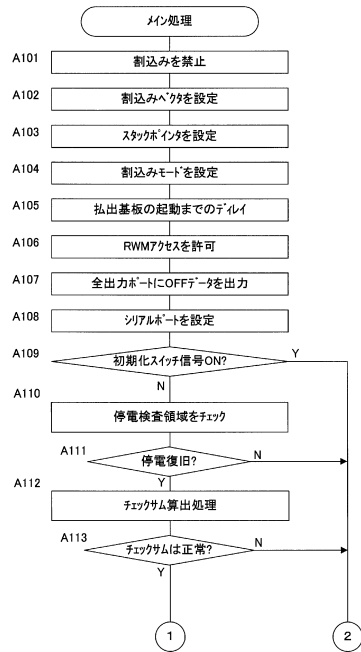 メイン処理
A101
割込みを禁止
A102
割込みベクタを設定
A103
スタックポインタを設定
A104
割込みモードを設定
A105
払出基板の起動までのディレイ
A106
RWMアクセスを許可
A107
全出力ポートにOFFデータを出力
A108
シリアルポートを設定
A109
初期化スイッチ信号ON?
Y
N
A110
停電検査領域をチェック
A111
停電復旧?
N
Y
A112
チェックサム算出処理
A113
チェックサムは正常?
N
Y
1
2